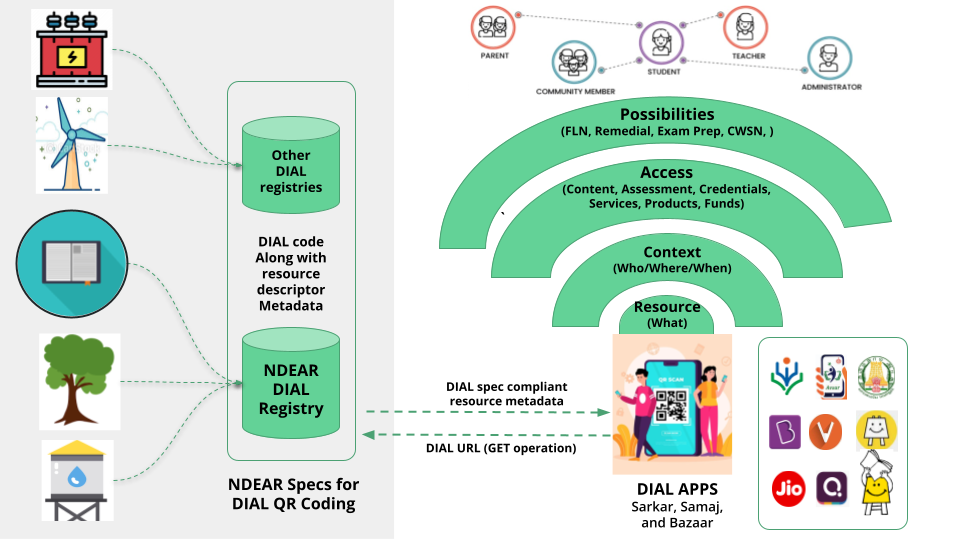 PARENT
COMMUNITY MEMBER
STUDENT
TEACHER
ADMINISTRATOR
Possibilities
(FLN, Remedial, Exam Prep, CWSN, )
Access
(Content, Assessment, Credentials,
Services, Products, Funds)
Context
(Who/Where/When)
Resource
(What)
Other
DIAL
registries
DIAL code
Along with
resource
descriptor
Metadata
NDEAR
DIAL
Registry
NDEAR Specs for
DIAL QR Coding
DIAL spec compliant
resource metadata
DIAL URL (GET operation)
QR SCAN
DIAL APPS
Sarkar, Samaj,
and Bazaar
B
V
Jio
Q